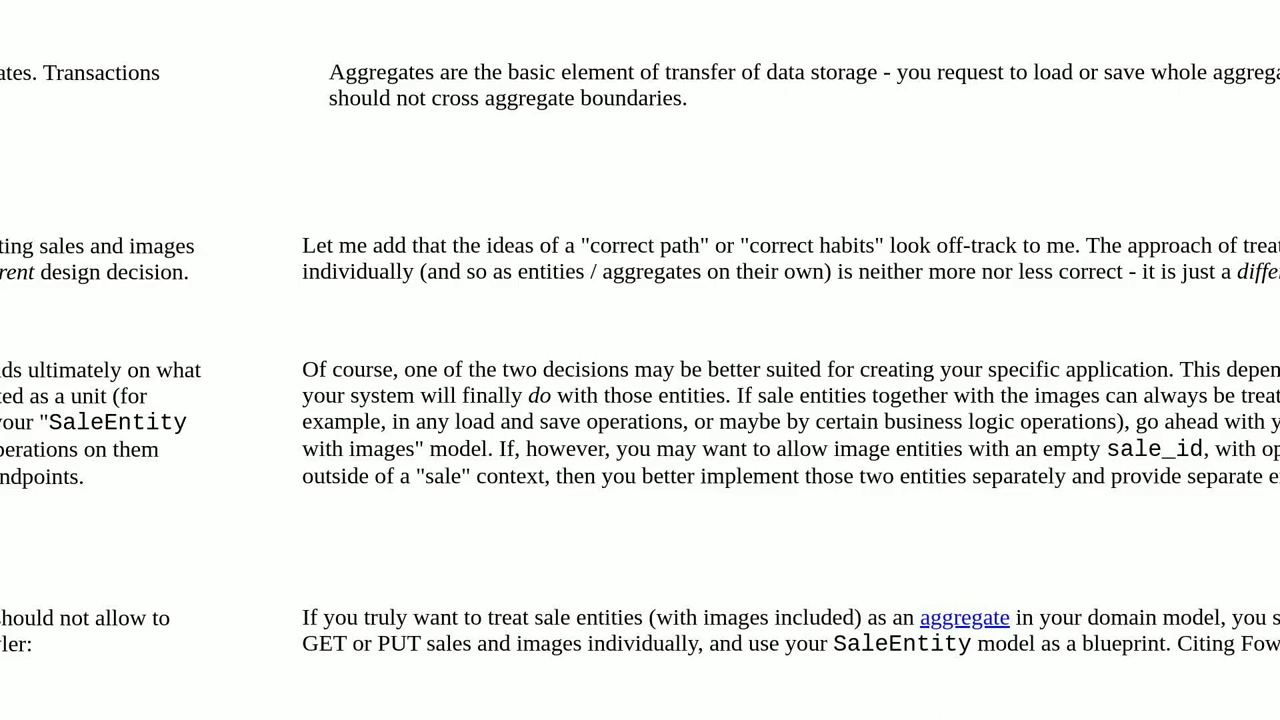 ates. Transactions
Aggregates are the basic element of transfer of data storage - you request to load or save whole aggrega
should not cross aggregate boundaries.
ting sales and images
rent design decision.
Let me add that the ideas of a "correct path" or "correct habits" look off-track to me. The approach of trea
individually (and so as entities / aggregates on their own) is neither more nor less correct - it is just a diffe
ds ultimately on what
ted as a unit (for
your "SaleEntity
perations on them
ndpoints.
Of course, one of the two decisions may be better suited for creating your specific application. This depen
your system will finally do with those entities. If sale entities together with the images can always be treat
example, in any load and save operations, or maybe by certain business logic operations), go ahead with y
with images" model. If, however, you may want to allow image entities with an empty sale_id, with op
outside of a "sale" context, then you better implement those two entities separately and provide separate e
should not allow to
ler:
If you truly want to treat sale entities (with images included) as an aggregate in your domain model, you s
GET or PUT sales and images individually, and use your SaleEntity model as a blueprint. Citing Fow